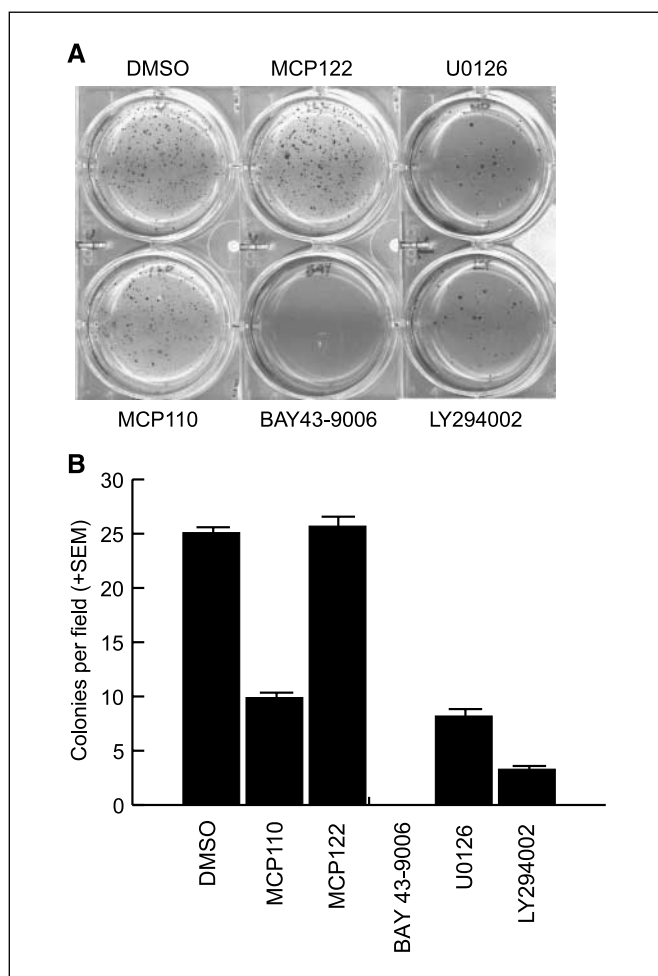 A
DMSO MCP122 U0126
MCP110 BAY43-9006 LY294002
B
30
25
20
15
10
5
0
Colonies per field (+SEM)
DMSO
MCP110
MCP122
BAY 43-9006
U0126
LY294002